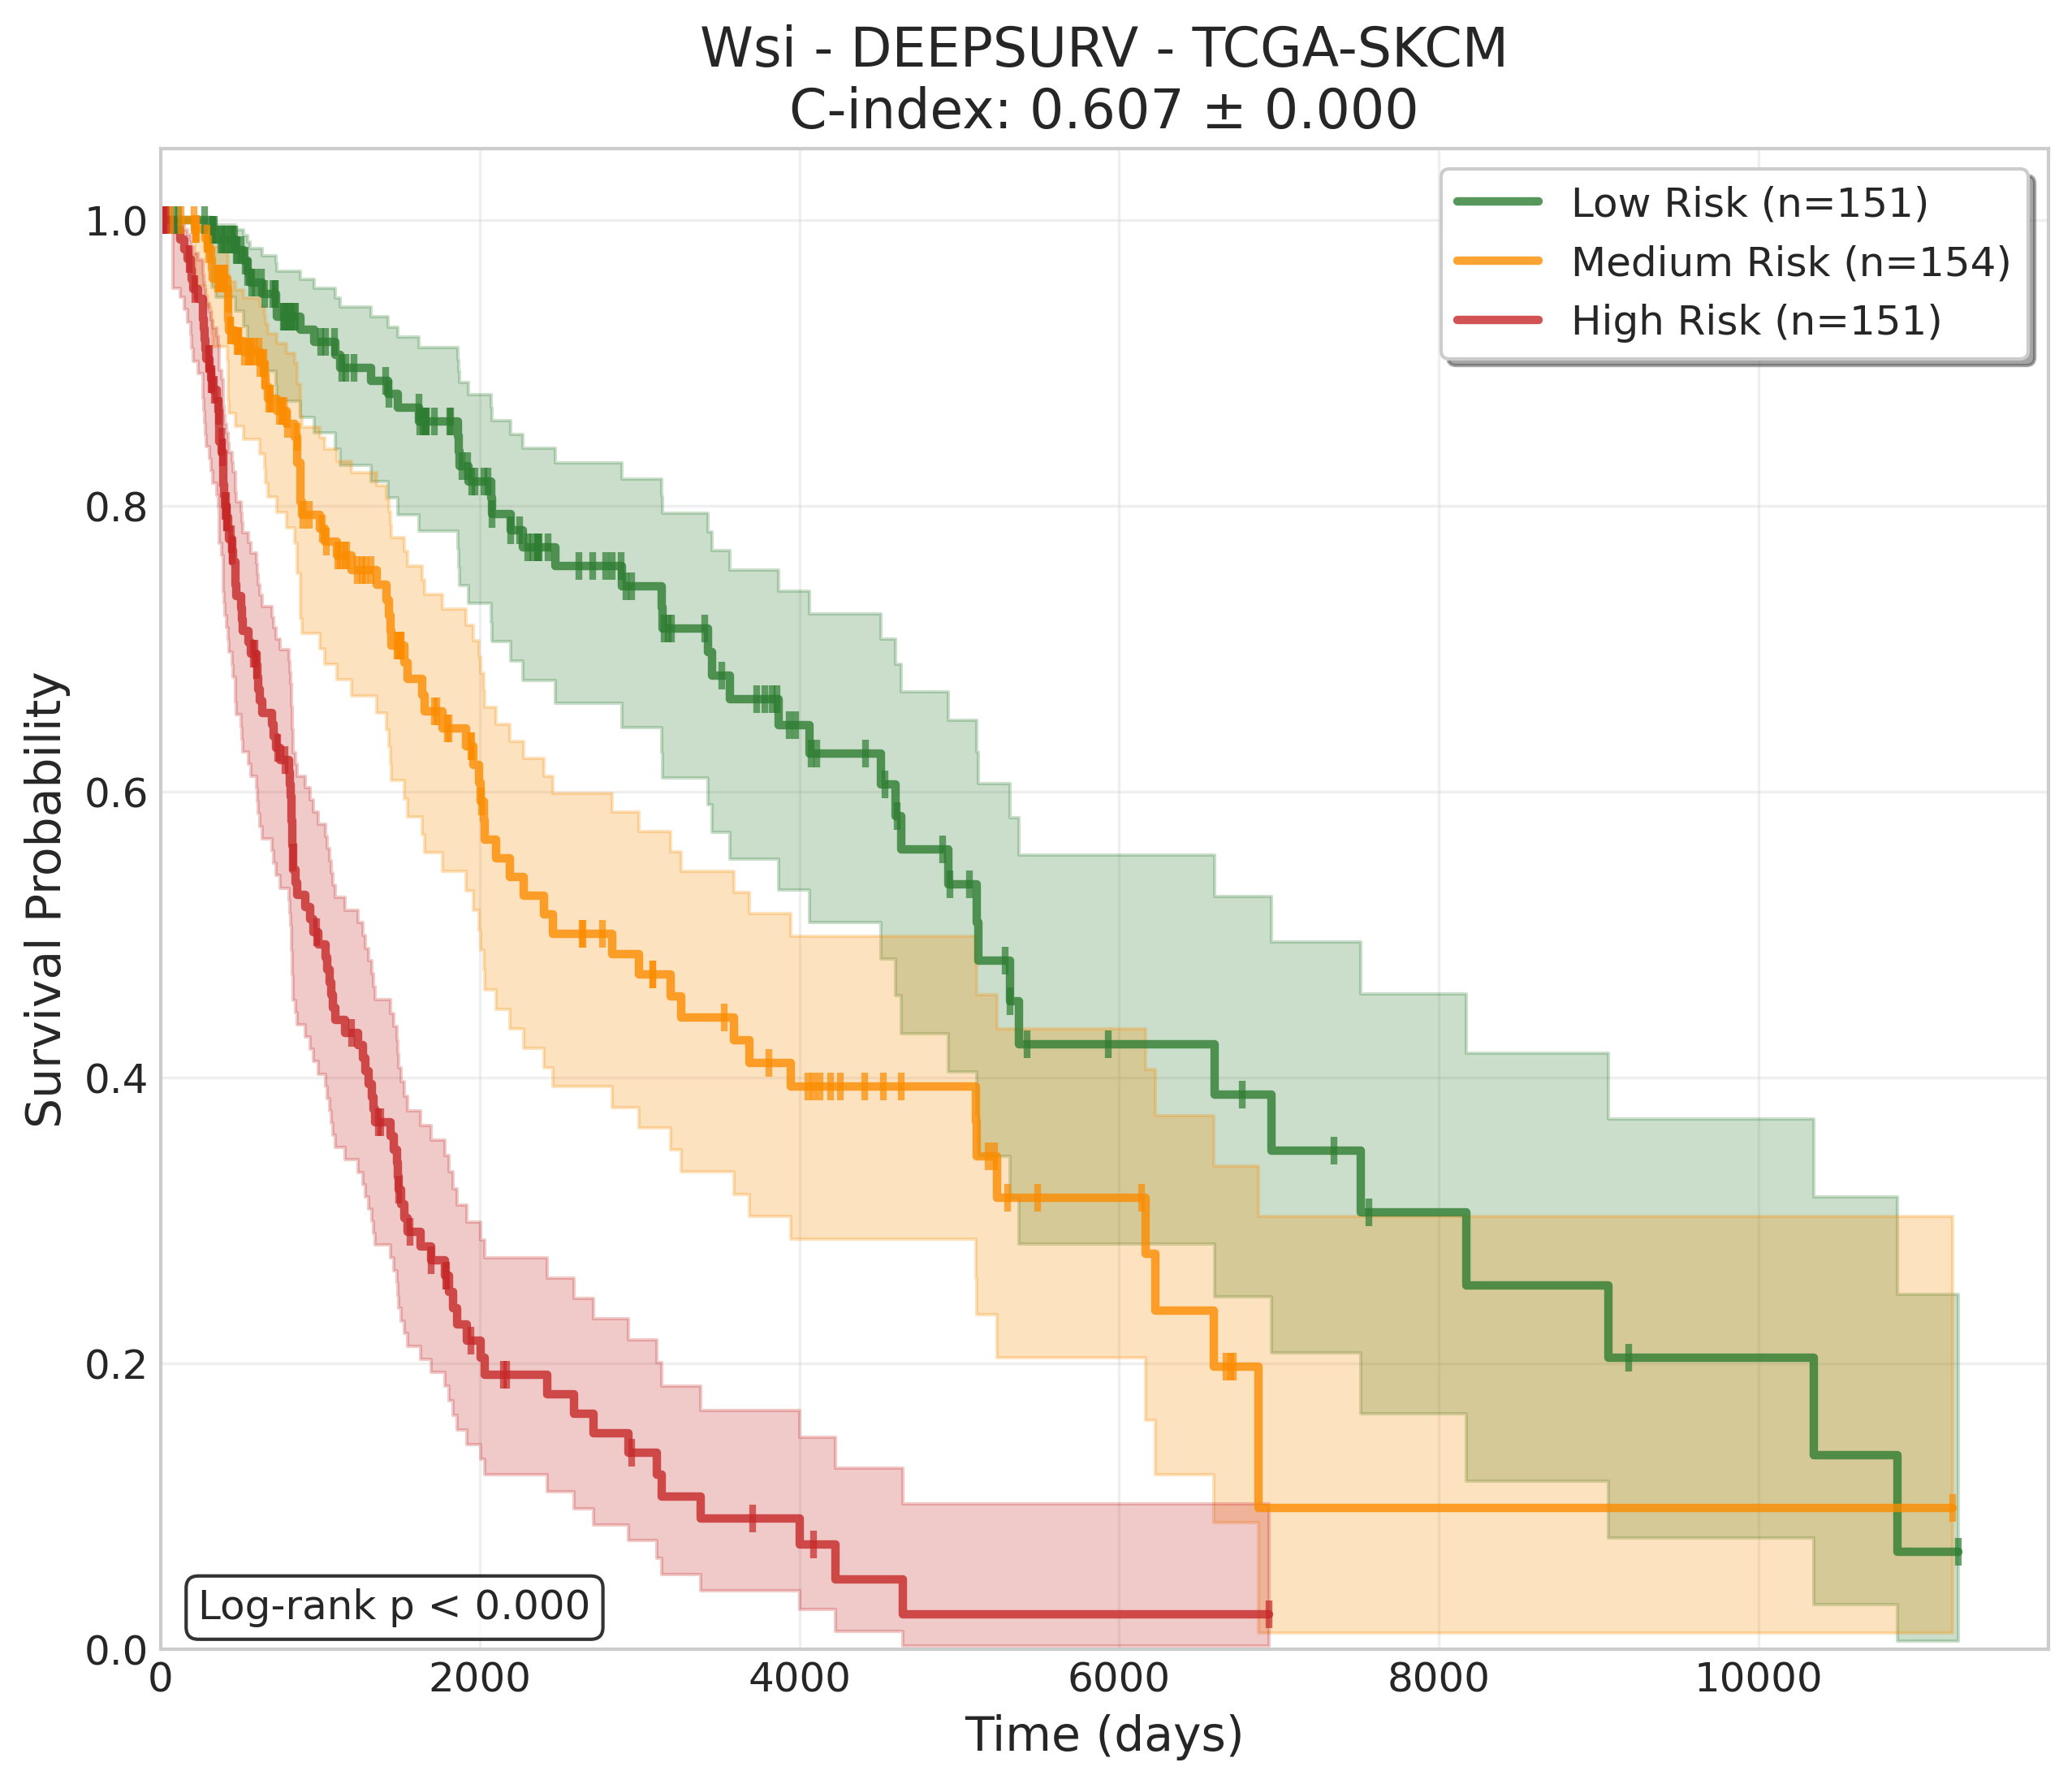 Wsi - DEEPSURV - TCGA-SKCM
C-index: 0.607 ± 0.000
Low Risk (n=151)
Medium Risk (n=154)
High Risk (n=151)
Survival Probability
1.0
0.8
0.6
0.4
0.2
0.0
Log-rank p < 0.000
0 2000 4000 6000 8000 10000
Time (days)